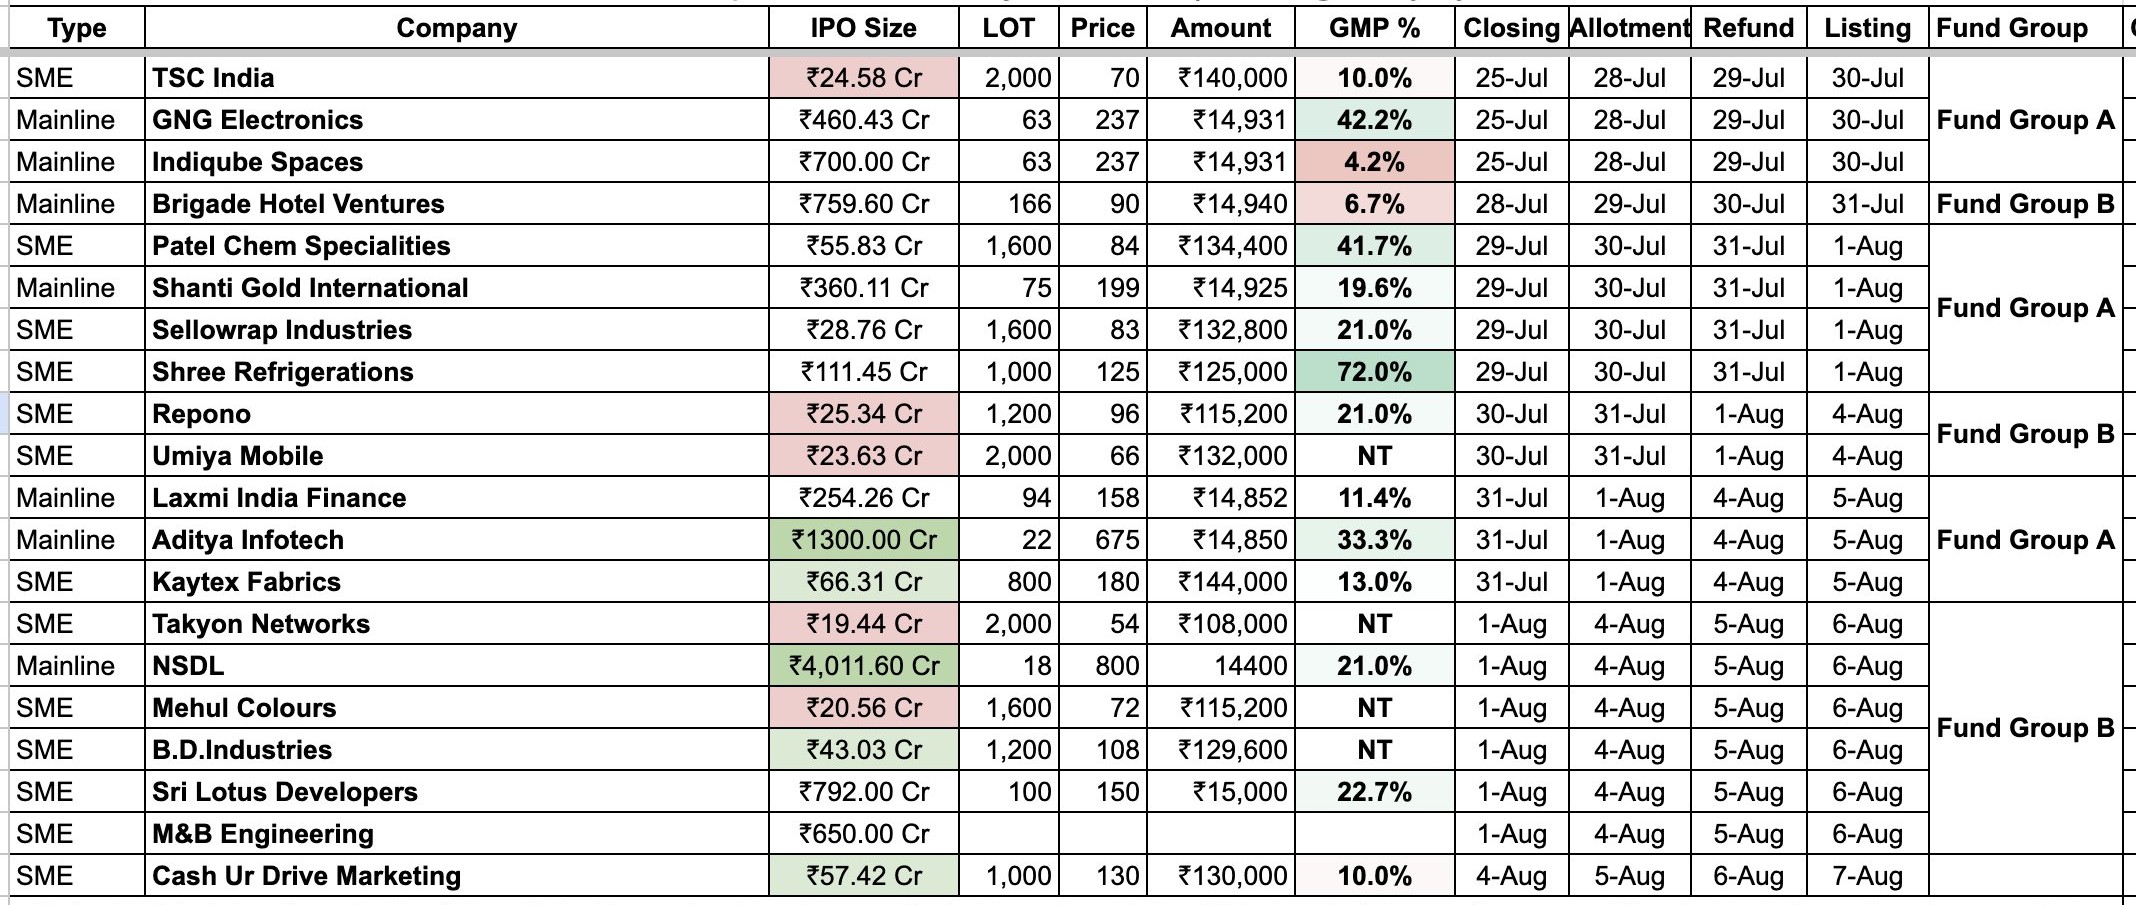 Type Company IPO Size LOT Price Amount GMP % Closing Allotment Refund Listing Fund Group
SME TSC India ₹24.58 Cr 2,000 70 ₹140,000 10.0% 25-Jul 28-Jul 29-Jul 30-Jul
Mainline GNG Electronics ₹460.43 Cr 63 237 ₹14,931 42.2% 25-Jul 28-Jul 29-Jul 30-Jul Fund Group A
Mainline Indiqube Spaces ₹700.00 Cr 63 237 ₹14,931 4.2% 25-Jul 28-Jul 29-Jul 30-Jul
Mainline Brigade Hotel Ventures ₹759.60 Cr 166 90 ₹14,940 6.7% 28-Jul 29-Jul 30-Jul 31-Jul Fund Group B
SME Patel Chem Specialities ₹55.83 Cr 1,600 84 ₹134,400 41.7% 29-Jul 30-Jul 31-Jul 1-Aug
Mainline Shanti Gold International ₹360.11 Cr 75 199 ₹14,925 19.6% 29-Jul 30-Jul 31-Jul 1-Aug
Fund Group A
SME Sellowrap Industries ₹28.76 Cr 1,600 83 ₹132,800 21.0% 29-Jul 30-Jul 31-Jul 1-Aug
SME Shree Refrigerations ₹111.45 Cr 1,000 125 ₹125,000 72.0% 29-Jul 30-Jul 31-Jul 1-Aug
SME Repono ₹25.34 Cr 1,200 96 ₹115,200 21.0% 30-Jul 31-Jul 1-Aug 4-Aug
Fund Group B
SME Umiya Mobile ₹23.63 Cr 2,000 66 ₹132,000 NT 30-Jul 31-Jul 1-Aug 4-Aug
Mainline Laxmi India Finance ₹254.26 Cr 94 158 ₹14,852 11.4% 31-Jul 1-Aug 4-Aug 5-Aug
Mainline Aditya Infotech ₹1300.00 Cr 22 675 ₹14,850 33.3% 31-Jul 1-Aug 4-Aug 5-Aug Fund Group A
SME Kaytex Fabrics ₹66.31 Cr 800 180 ₹144,000 13.0% 31-Jul 1-Aug 4-Aug 5-Aug
SME Takyon Networks ₹19.44 Cr 2,000 54 ₹108,000 NT 1-Aug 4-Aug 5-Aug 6-Aug
Mainline NSDL ₹4,011.60 Cr 18 800 14400 21.0% 1-Aug 4-Aug 5-Aug 6-Aug
SME Mehul Colours ₹20.56 Cr 1,600 72 ₹115,200 NT 1-Aug 4-Aug 5-Aug 6-Aug
Fund Group B
SME B.D.Industries ₹43.03 Cr 1,200 108 ₹129,600 NT 1-Aug 4-Aug 5-Aug 6-Aug
SME Sri Lotus Developers ₹792.00 Cr 100 150 ₹15,000 22.7% 1-Aug 4-Aug 5-Aug 6-Aug
SME M&B Engineering ₹650.00 Cr 1-Aug 4-Aug 5-Aug 6-Aug
SME Cash Ur Drive Marketing ₹57.42 Cr 1,000 130 ₹130,000 10.0% 4-Aug 5-Aug 6-Aug 7-Aug